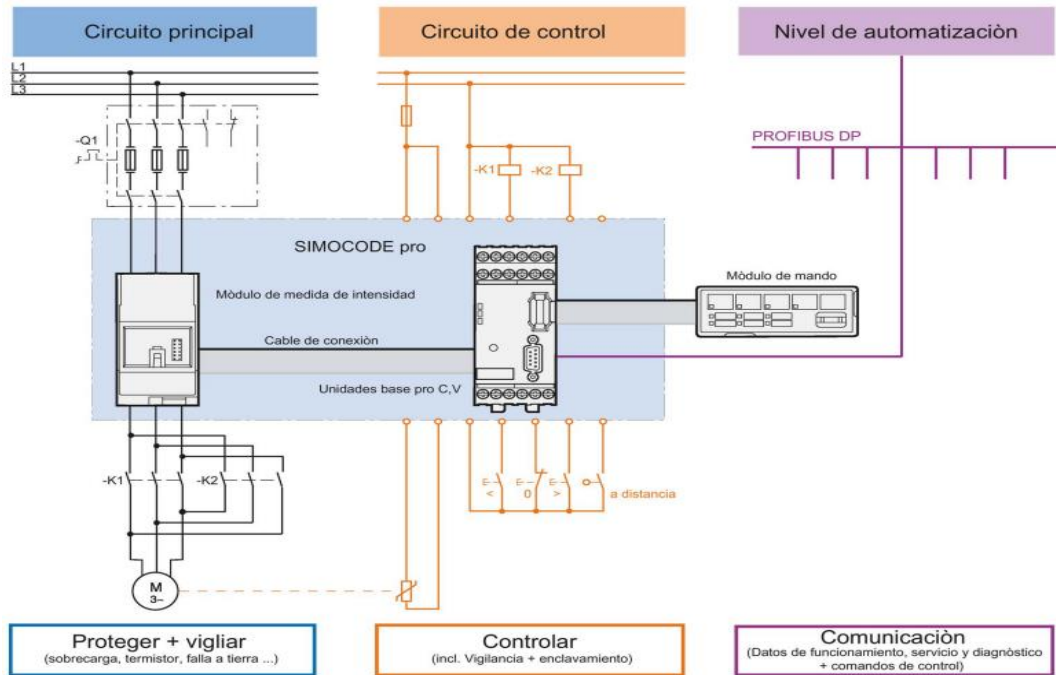 Circuito principal
Circuito de control
Nivel de automatizaciòn
L1
L2
L3
-Q1
-K1
-K2
PROFIBUS DP
SIMOCODE pro
Mòdulo de medida de intensidad
Mòdulo de mando
Cable de conexiòn
Unidades base pro C,V
-K1
-K2
<
0
>
a distancia
M
3~
Proteger + vigliar
(sobrecarga, termistor, falla a tierra ...)
Controlar
(incl. Vigilancia + enclavamiento)
Comunicaciòn
(Datos de funcionamiento, servicio y diagnòstico
+ comandos de control)